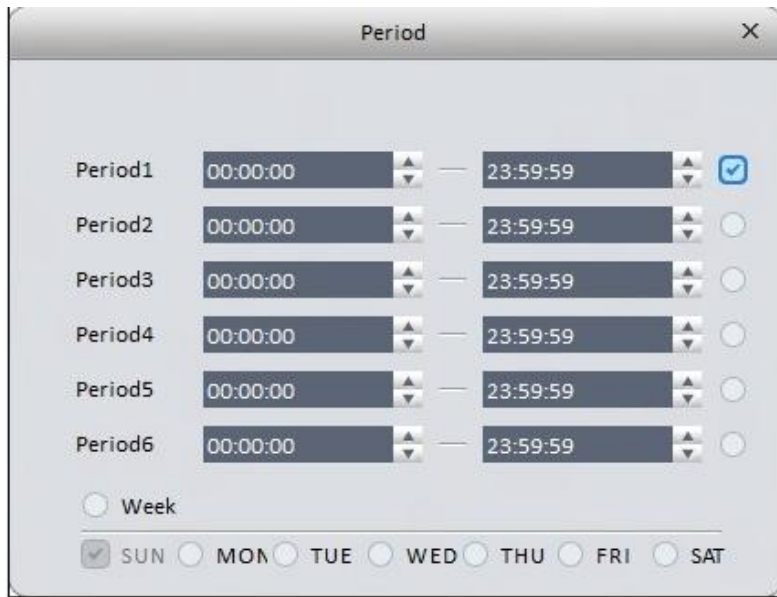 Period
Period1 00:00:00 — 23:59:59
Period2 00:00:00 — 23:59:59
Period3 00:00:00 — 23:59:59
Period4 00:00:00 — 23:59:59
Period5 00:00:00 — 23:59:59
Period6 00:00:00 — 23:59:59
Week
SUN MON TUE WED THU FRI SAT